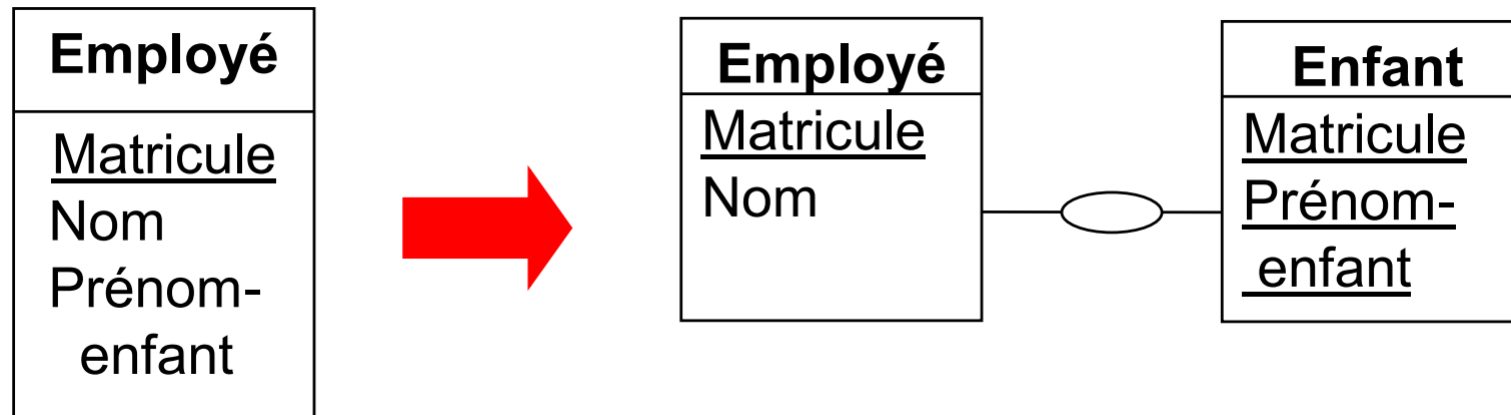 Employé
Matricule
Nom
Prénom-
enfant
Employé
Matricule
Nom
Enfant
Matricule
Prénom-
enfant